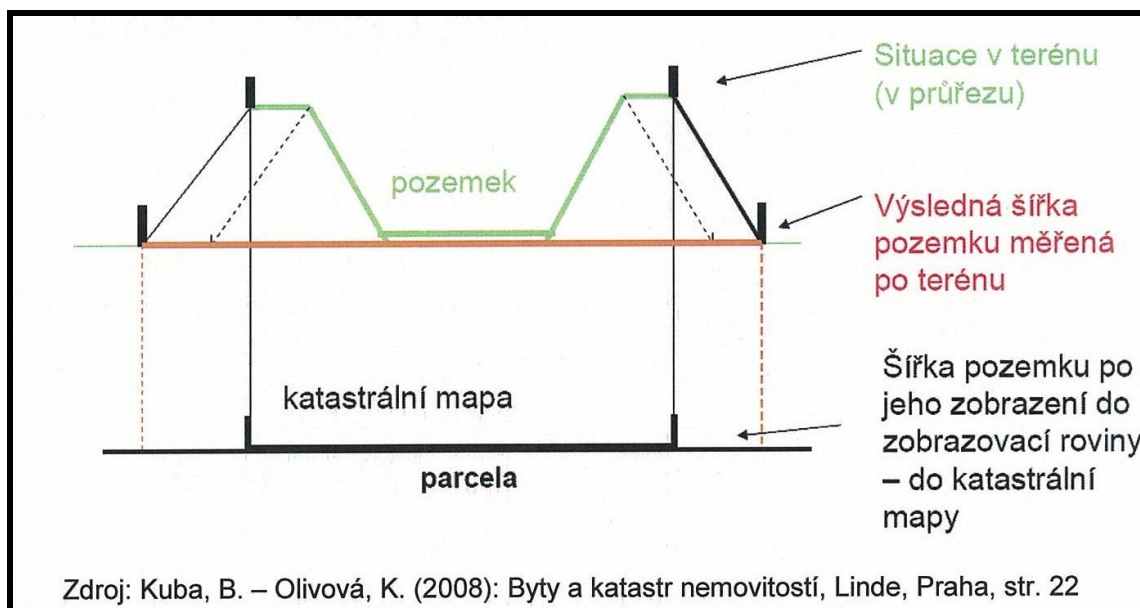 Situace v terénu
(v průřezu)
pozemek
Výsledná šířka
pozemku měřená
po terénu
katastrální mapa
Šířka pozemku po
jeho zobrazení do
zobrazovací roviny
– do katastrální
mapy
parcela
Zdroj: Kuba, B. – Olivová, K. (2008): Byty a katastr nemovitostí, Linde, Praha, str. 22